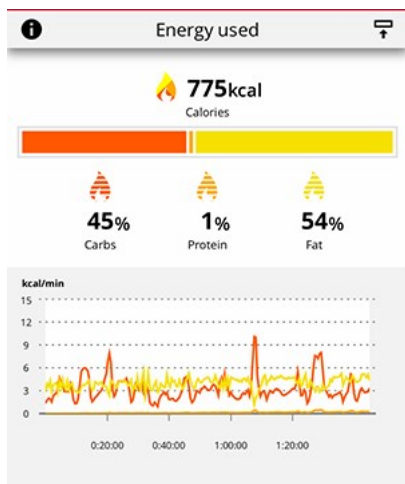 Energy used
775kcal
Calories
45% 1% 54%
Carbs Protein Fat
kcal/min
15
12
9
6
3
0
0:20:00 0:40:00 1:00:00 1:20:00